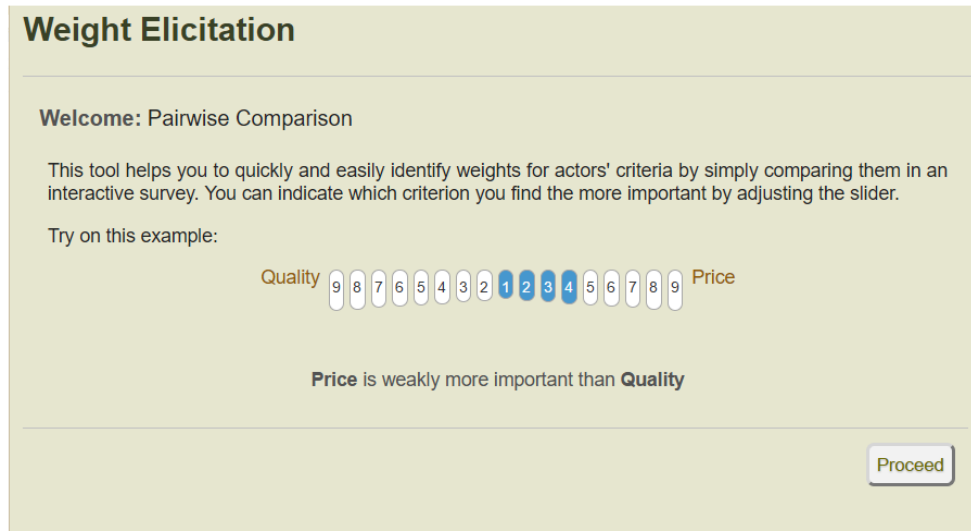 Weight Elicitation
Welcome: Pairwise Comparison
This tool helps you to quickly and easily identify weights for actors' criteria by simply comparing them in an
interactive survey. You can indicate which criterion you find the more important by adjusting the slider.
Try on this example:
Quality 9 8 7 6 5 4 3 2 1 2 3 4 5 6 7 8 9 Price
Price is weakly more important than Quality
Proceed